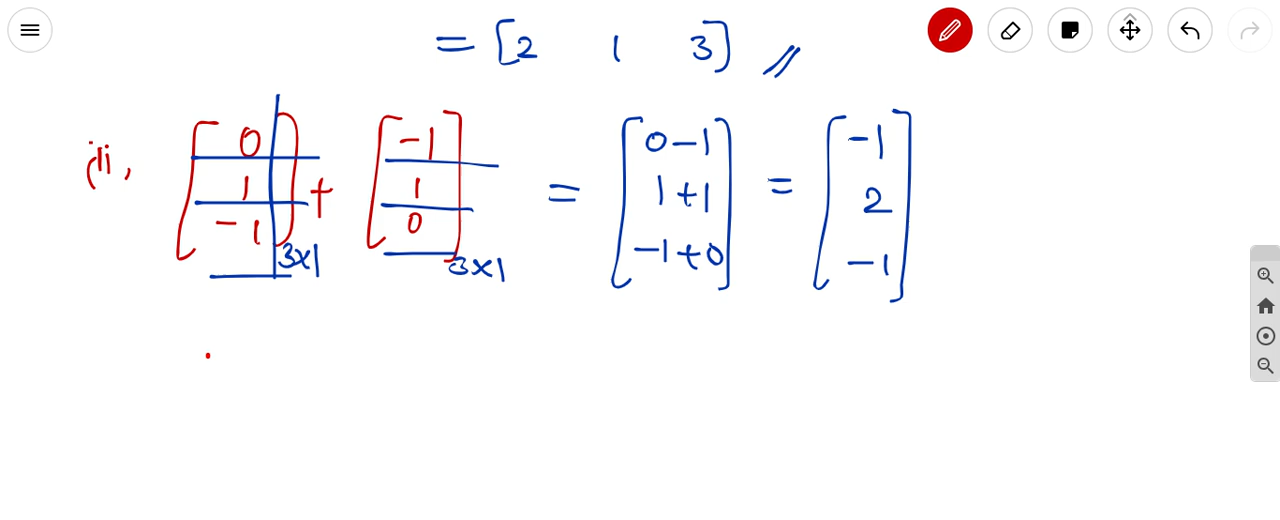 = [2 1 3] //
(ii, [0 1 -1] 3x1 + [-1 1 0] 3x1 = [0-1 1+1 -1+0] = [-1 2 -1]